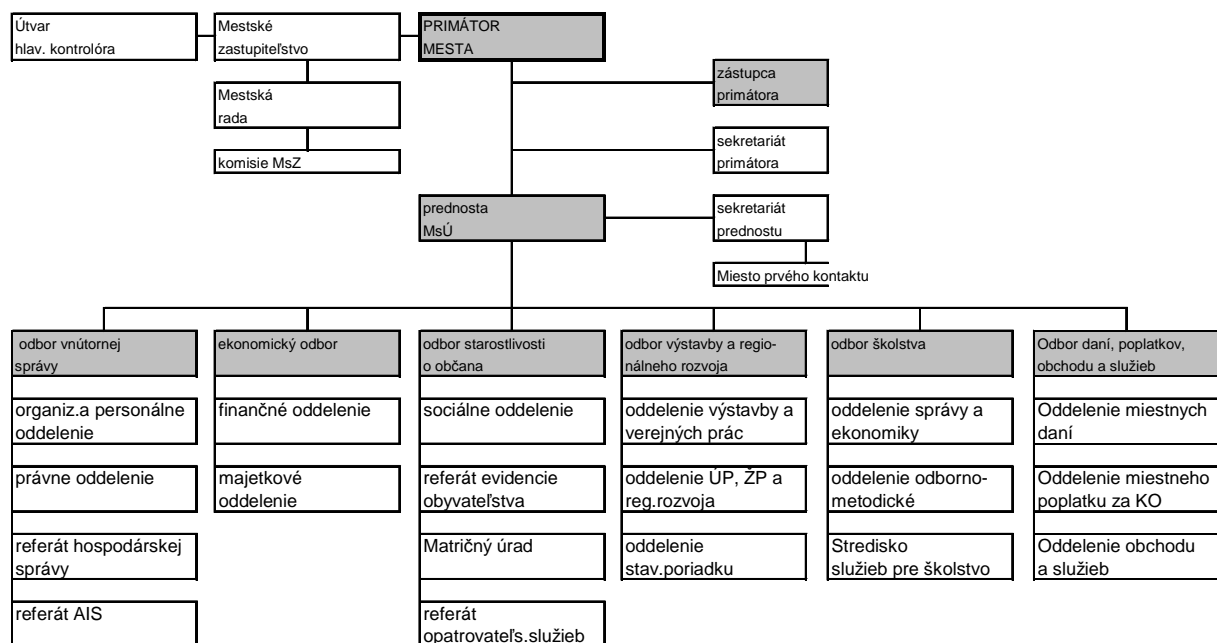 Útvar
hlav. kontrolóra
Mestské
zastupiteľstvo
PRIMÁTOR
MESTA
zástupca
primátora
Mestská
rada
sekretariát
primátora
komisie MsZ
prednosta
MsÚ
sekretariát
prednostu
Miesto prvého kontaktu
odbor vnútornej
správy
ekonomický odbor
odbor starostlivosti
o občana
odbor výstavby a regio-
nálneho rozvoja
odbor školstva
Odbor daní, poplatkov,
obchodu a služieb
organiz.a personálne
oddelenie
finančné oddelenie
sociálne oddelenie
oddelenie výstavby a
verejných prác
oddelenie správy a
ekonomiky
Oddelenie miestnych
daní
právne oddelenie
majetkové
oddelenie
referát evidencie
obyvateľstva
oddelenie ÚP, ŽP a
reg.rozvoja
oddelenie odborno-
metodické
Oddelenie miestneho
poplatku za KO
referát hospodárskej
správy
Matričný úrad
oddelenie
stav.poriadku
Stredisko
služieb pre školstvo
Oddelenie obchodu
a služieb
referát AIS
referát
opatrovateľs.služieb